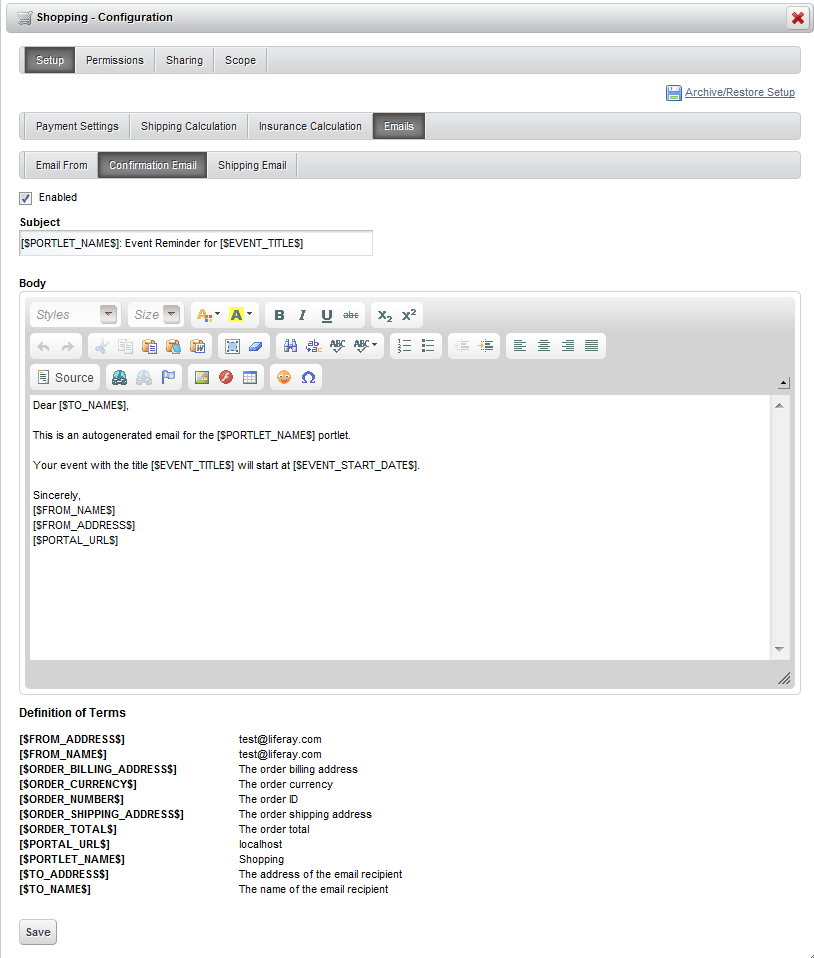 Shopping - Configuration
Setup Permissions Sharing Scope
Archive/Restore Setup
Payment Settings Shipping Calculation Insurance Calculation Emails
Email From Confirmation Email Shipping Email
Enabled
Subject
[$PORTLET_NAME$]: Event Reminder for [$EVENT_TITLE$]
Body
Styles Size A A B I U abc X₂ X²
ABC ABC
Source Ω
Dear [$TO_NAME$],
This is an autogenerated email for the [$PORTLET_NAME$] portlet.
Your event with the title [$EVENT_TITLE$] will start at [$EVENT_START_DATE$].
Sincerely,
[$FROM_NAME$]
[$FROM_ADDRESS$]
[$PORTAL_URL$]
Definition of Terms
[$FROM_ADDRESS$] test@liferay.com
[$FROM_NAME$] test@liferay.com
[$ORDER_BILLING_ADDRESS$] The order billing address
[$ORDER_CURRENCY$] The order currency
[$ORDER_NUMBER$] The order ID
[$ORDER_SHIPPING_ADDRESS$] The order shipping address
[$ORDER_TOTAL$] The order total
[$PORTAL_URL$] localhost
[$PORTLET_NAME$] Shopping
[$TO_ADDRESS$] The address of the email recipient
[$TO_NAME$] The name of the email recipient
Save